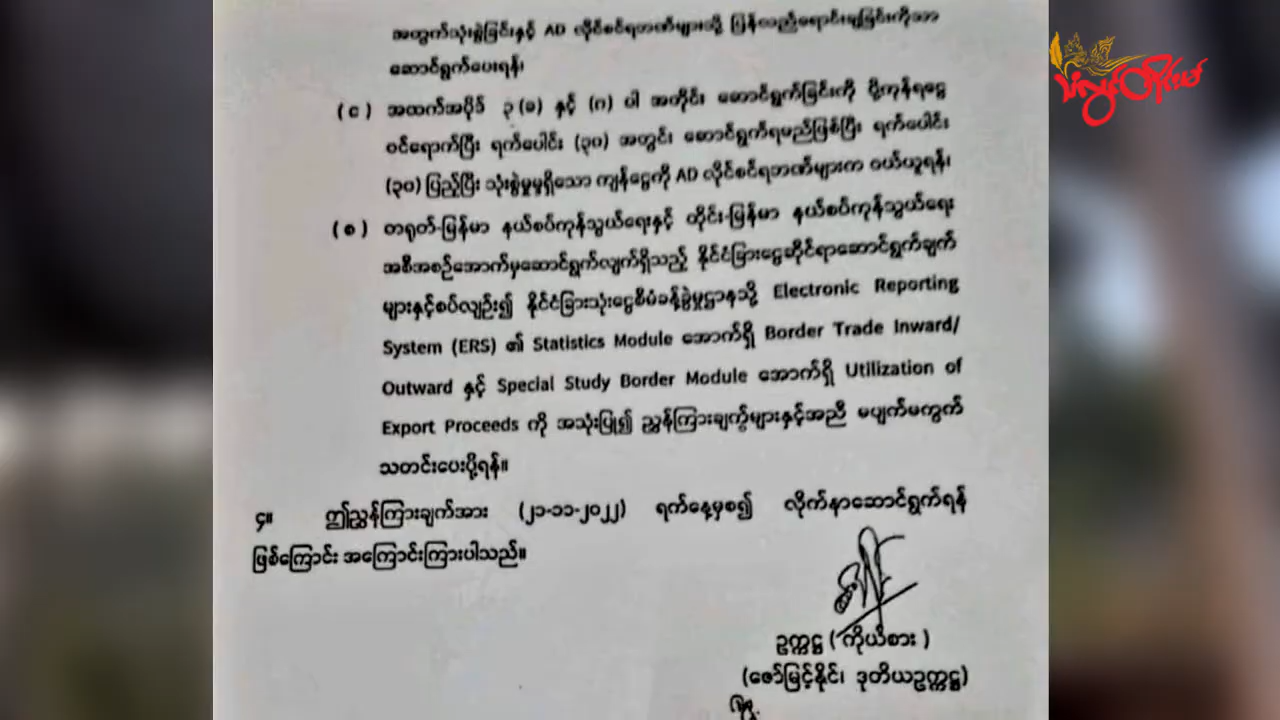 အတွက်သုံးစွဲခြင်းနှင့် AD လိုင်စင်ရဘဏ်များသို့ ပြန်လည်ရောင်းချခြင်းကိုသာ
ဆောင်ရွက်ပေးရန်၊
( င ) အထက်အပိုဒ် ၃ (ခ) နှင့် (ဂ) ပါ အတိုင်း ဆောင်ရွက်ခြင်းကို ပို့ကုန်ရငွေ
ဝင်ရောက်ပြီး ရက်ပေါင်း (၃၀) အတွင်း ဆောင်ရွက်ရမည်ဖြစ်ပြီး ရက်ပေါင်း
(၃၀) ပြည့်ပြီး သုံးစွဲမှုမရှိသော ကျန်ငွေကို AD လိုင်စင်ရဘဏ်များက ဝယ်ယူရန်၊
( စ ) တရုတ်-မြန်မာ နယ်စပ်ကုန်သွယ်ရေးနှင့် ထိုင်း-မြန်မာ နယ်စပ်ကုန်သွယ်ရေး
အစီအစဉ်အောက်မှဆောင်ရွက်လျက်ရှိသည့် နိုင်ငံခြားငွေဆိုင်ရာဆောင်ရွက်ချက်
များနှင့်စပ်လျဉ်း၍ နိုင်ငံခြားသုံးငွေစီမံခန့်ခွဲမှုဌာနသို့ Electronic Reporting
System (ERS) ၏ Statistics Module အောက်ရှိ Border Trade Inward/
Outward နှင့် Special Study Border Module အောက်ရှိ Utilization of
Export Proceeds ကို အသုံးပြု၍ ညွှန်ကြားချက်များနှင့်အညီ မပျက်မကွက်
သတင်းပေးပို့ရန်။
၄။ ဤညွှန်ကြားချက်အား (၂၁-၁၁-၂၀၂၂) ရက်နေ့မှစ၍ လိုက်နာဆောင်ရွက်ရန်
ဖြစ်ကြောင်း အကြောင်းကြားပါသည်။
ဥက္ကဋ္ဌ ( ကိုယ်စား )
(ဇော်မြင့်နိုင်၊ ဒုတိယဥက္ကဋ္ဌ)